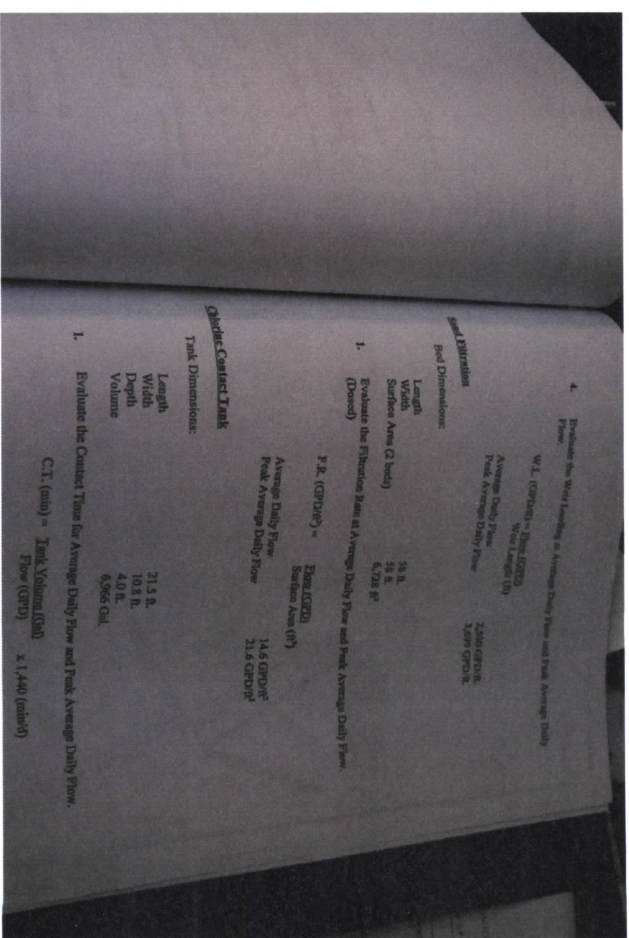 4. Evaluate the Weir Loading at Average Daily Flow and Peak Average Daily
Flow.
W.L. (GPD/ft) = Flow (GPD)
Weir Length (ft)
Average Daily Flow
Peak Average Daily Flow 3,699 GPD/ft.
Sand Filtration
Bed Dimensions:
Length 58 ft.
Width 58 ft.
Surface Area (2 beds) 6,728 ft²
1. Evaluate the Filtration Rate at Average Daily Flow and Peak Average Daily Flow.
(Dosed)
F.R. (GPD/ft²) = Flow (GPD)
Surface Area (ft²)
Average Daily Flow 14.6 GPD/ft²
Peak Average Daily Flow 21.6 GPD/ft²
Chlorine Contact Tank
Tank Dimensions:
Length 21.5 ft.
Width 10.8 ft.
Depth 4.0 ft.
Volume 6,966 Gal.
1. Evaluate the Contact Time for Average Daily Flow and Peak Average Daily Flow.
C.T. (min) = Tank Volume (Gal) x 1,440 (min/d)
Flow (GPD)